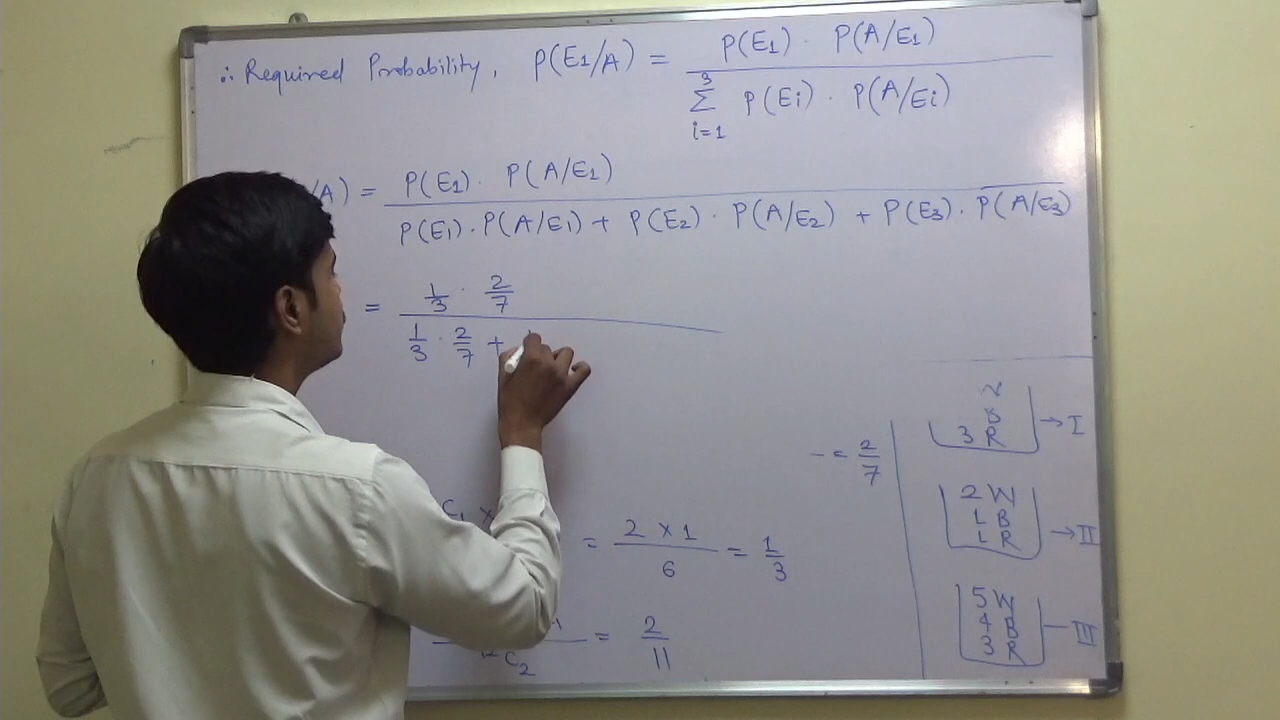 ∴ Required Probability, P(E₁/A) = P(E₁) · P(A/E₁)
3
∑ P(Ei) · P(A/Ei)
i=1
/A) = P(E₁) · P(A/E₁)
P(E₁) · P(A/E₁) + P(E₂) · P(A/E₂) + P(E₃) · P(A/E₃)
= 1/3 · 2/7
1/3 · 2/7 +
3 R → I
- = 2/7
2 W
1 B
1 R → II
C₁ ×
= 2 × 1 / 6 = 1/3
5 W
4 B
3 R — III
12C₂ = 2/11